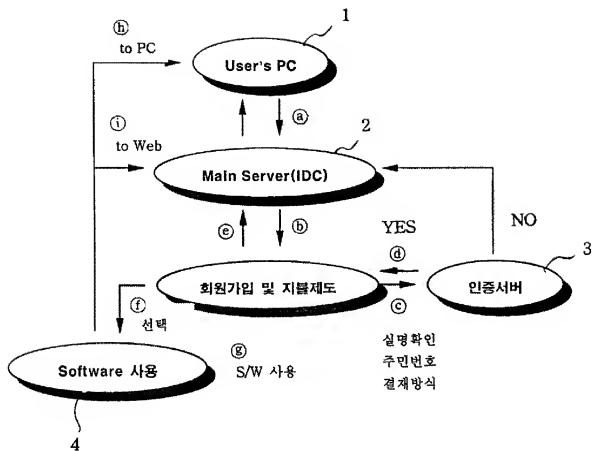 1
ⓗ
to PC
User's PC
ⓐ
ⓘ
to Web
2
Main Server(IDC)
ⓔ
ⓑ
YES
NO
ⓓ
3
회원가입 및 지불제도
인증서버
ⓕ
선택
ⓒ
실명확인
주민번호
결재방식
ⓖ
S/W 사용
Software 사용
4